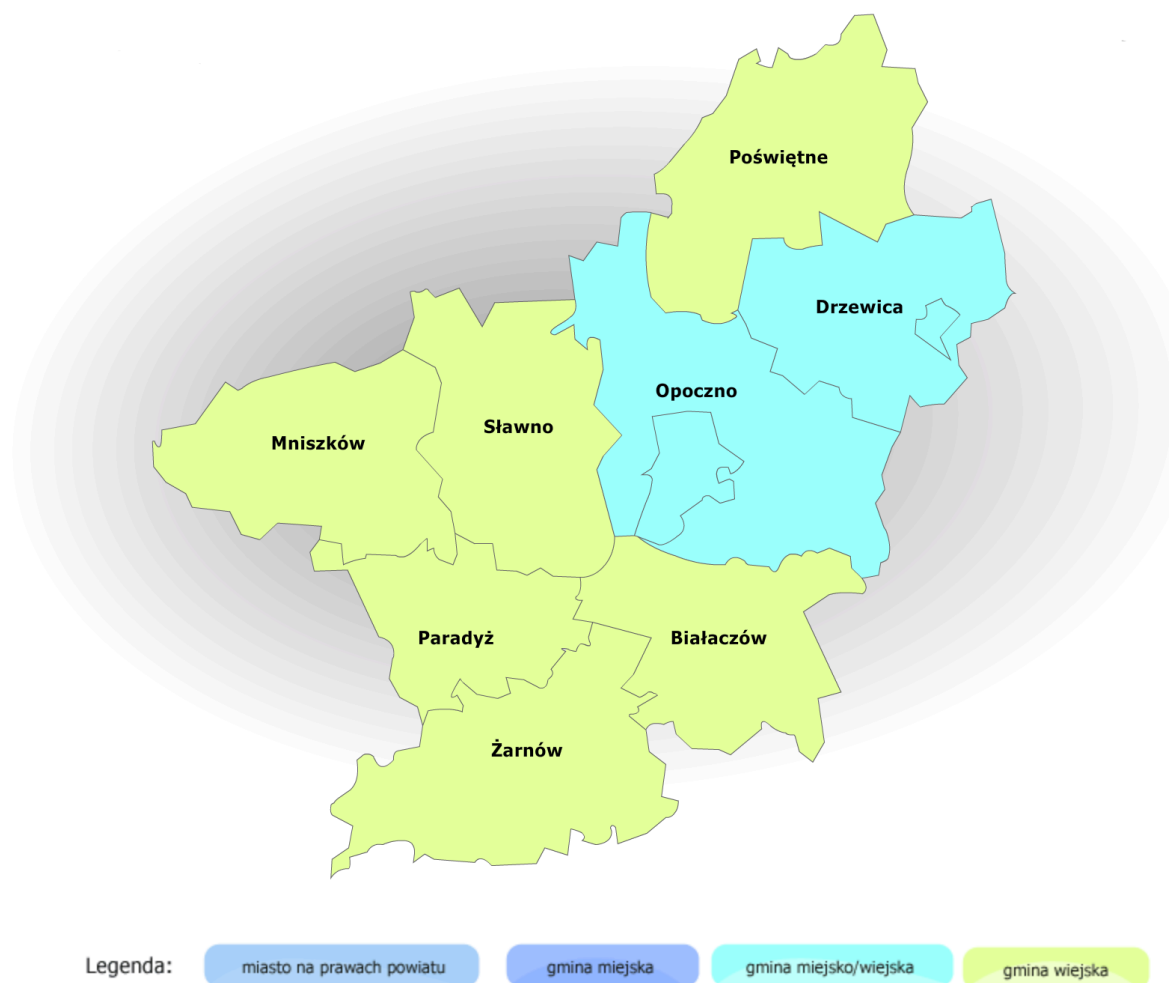 Poświętne
Drzewica
Opoczno
Sławno
Mniszków
Paradyż
Białaczów
Żarnów
Legenda:
miasto na prawach powiatu
gmina miejska
gmina miejsko/wiejska
gmina wiejska